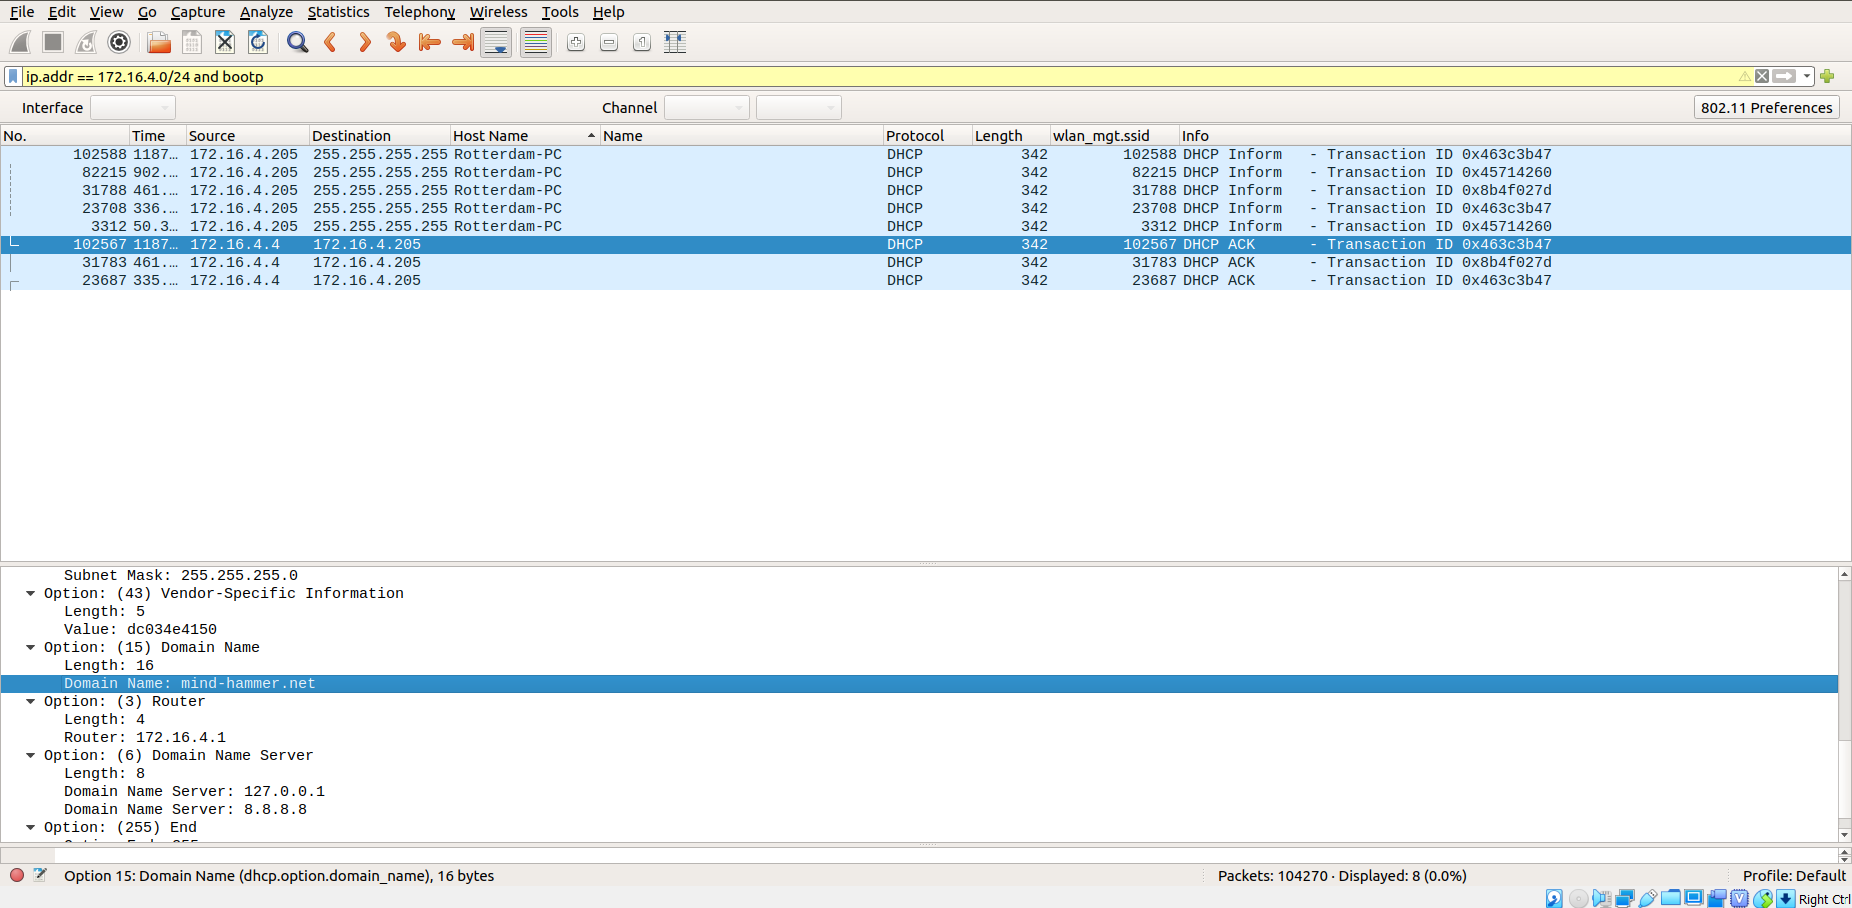 File Edit View Go Capture Analyze Statistics Telephony Wireless Tools Help
ip.addr == 172.16.4.0/24 and bootp
Interface Channel 802.11 Preferences
No. Time Source Destination Host Name Name Protocol Length wlan_mgt.ssid Info
102588 1187… 172.16.4.205 255.255.255.255 Rotterdam-PC DHCP 342 102588 DHCP Inform - Transaction ID 0x463c3b47
82215 902.… 172.16.4.205 255.255.255.255 Rotterdam-PC DHCP 342 82215 DHCP Inform - Transaction ID 0x45714260
31788 461.… 172.16.4.205 255.255.255.255 Rotterdam-PC DHCP 342 31788 DHCP Inform - Transaction ID 0x8b4f027d
23708 336.… 172.16.4.205 255.255.255.255 Rotterdam-PC DHCP 342 23708 DHCP Inform - Transaction ID 0x463c3b47
3312 50.3… 172.16.4.205 255.255.255.255 Rotterdam-PC DHCP 342 3312 DHCP Inform - Transaction ID 0x45714260
102567 1187… 172.16.4.4 172.16.4.205 DHCP 342 102567 DHCP ACK - Transaction ID 0x463c3b47
31783 461.… 172.16.4.4 172.16.4.205 DHCP 342 31783 DHCP ACK - Transaction ID 0x8b4f027d
23687 335.… 172.16.4.4 172.16.4.205 DHCP 342 23687 DHCP ACK - Transaction ID 0x463c3b47
Subnet Mask: 255.255.255.0
Option: (43) Vendor-Specific Information
Length: 5
Value: dc034e4150
Option: (15) Domain Name
Length: 16
Domain Name: mind-hammer.net
Option: (3) Router
Length: 4
Router: 172.16.4.1
Option: (6) Domain Name Server
Length: 8
Domain Name Server: 127.0.0.1
Domain Name Server: 8.8.8.8
Option: (255) End
Option 15: Domain Name (dhcp.option.domain_name), 16 bytes Packets: 104270 · Displayed: 8 (0.0%) Profile: Default
Right Ctrl